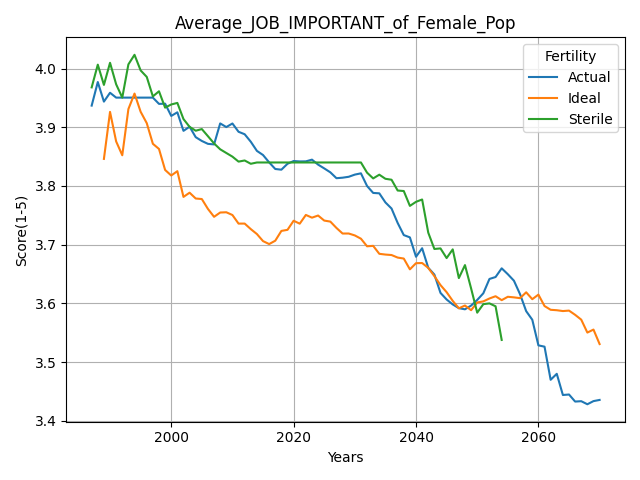 Average_JOB_IMPORTANT_of_Female_Pop
Fertility
Actual
Ideal
Sterile
Score(1-5)
4.0
3.9
3.8
3.7
3.6
3.5
3.4
2000
2020
2040
2060
Years